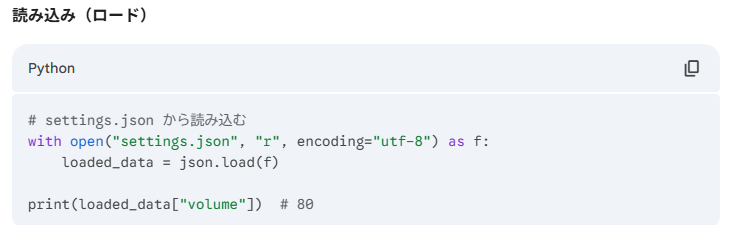 読み込み（ロード）
Python
# settings.json から読み込む
with open("settings.json", "r", encoding="utf-8") as f:
    loaded_data = json.load(f)
print(loaded_data["volume"])  # 80